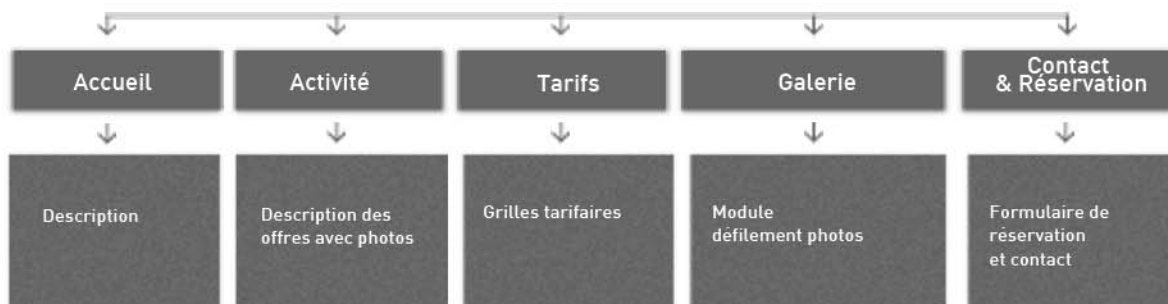 Accueil
Activité
Tarifs
Galerie
Contact
& Réservation
Description
Description des
offres avec photos
Grilles tarifaires
Module
défilement photos
Formulaire de
réservation
et contact